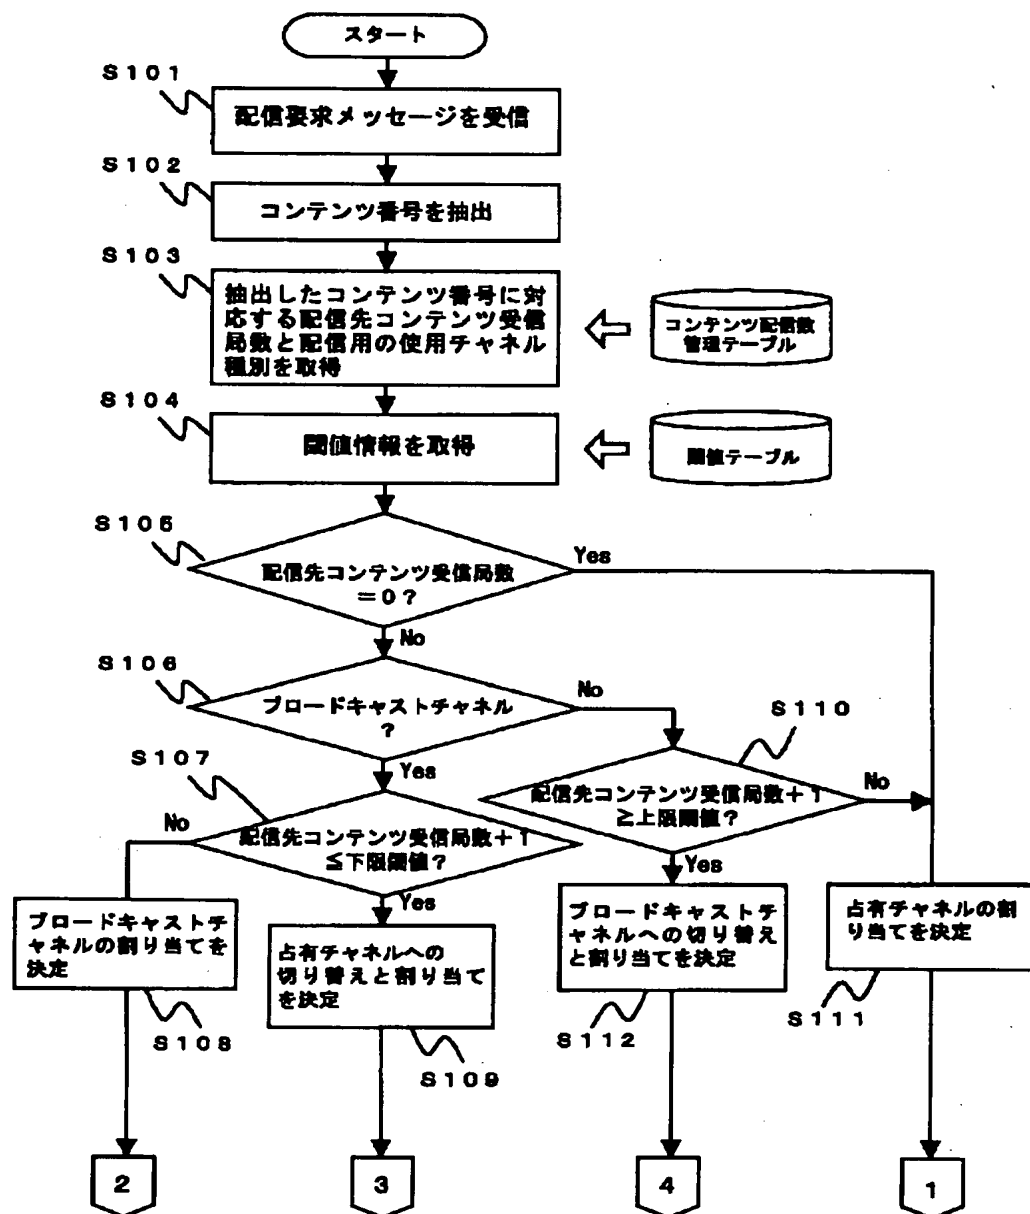 スタート
S101
配信要求メッセージを受信
S102
コンテンツ番号を抽出
S103
抽出したコンテンツ番号に対
応する配信先コンテンツ受信
局数と配信用の使用チャネル
種別を取得
コンテンツ配信数
管理テーブル
S104
閾値情報を取得
閾値テーブル
S105
配信先コンテンツ受信局数
=0?
Yes
No
S106
ブロードキャストチャネル
?
No
Yes
S110
配信先コンテンツ受信局数+1
≧上限閾値?
No
Yes
S107
配信先コンテンツ受信局数+1
≦下限閾値?
No
Yes
ブロードキャストチ
ャネルの割り当てを
決定
S108
占有チャネルへの
切り替えと割り当て
を決定
S109
ブロードキャストチ
ャネルへの切り替え
と割り当てを決定
S112
占有チャネルの割
り当てを決定
S111
2
3
4
1